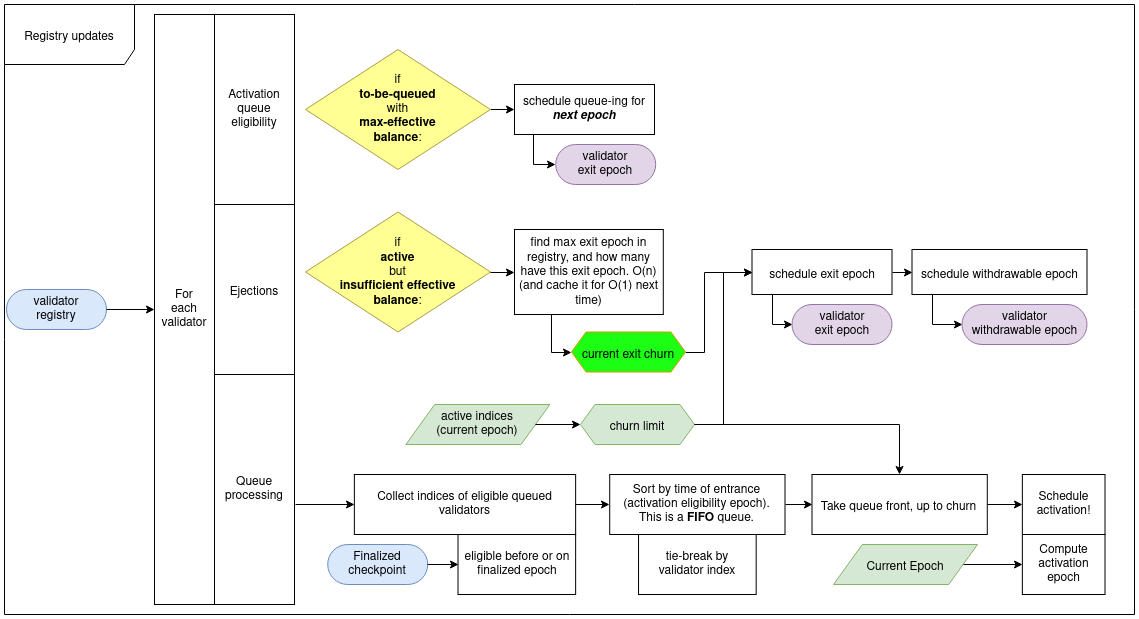 Registry updates
validator
registry
For
each
validator
Activation
queue
eligibility
if
to-be-queued
with
max-effective
balance:
schedule queue-ing for
next epoch
validator
exit epoch
Ejections
if
active
but
insufficient effective
balance:
find max exit epoch in
registry, and how many
have this exit epoch. O(n)
(and cache it for O(1) next
time)
current exit churn
schedule exit epoch
validator
exit epoch
schedule withdrawable epoch
validator
withdrawable epoch
active indices
(current epoch)
churn limit
Queue
processing
Collect indices of eligible queued
validators
Finalized
checkpoint
eligible before or on
finalized epoch
Sort by time of entrance
(activation eligibility epoch).
This is a FIFO queue.
tie-break by
validator index
Take queue front, up to churn
Current Epoch
Schedule
activation!
Compute
activation
epoch